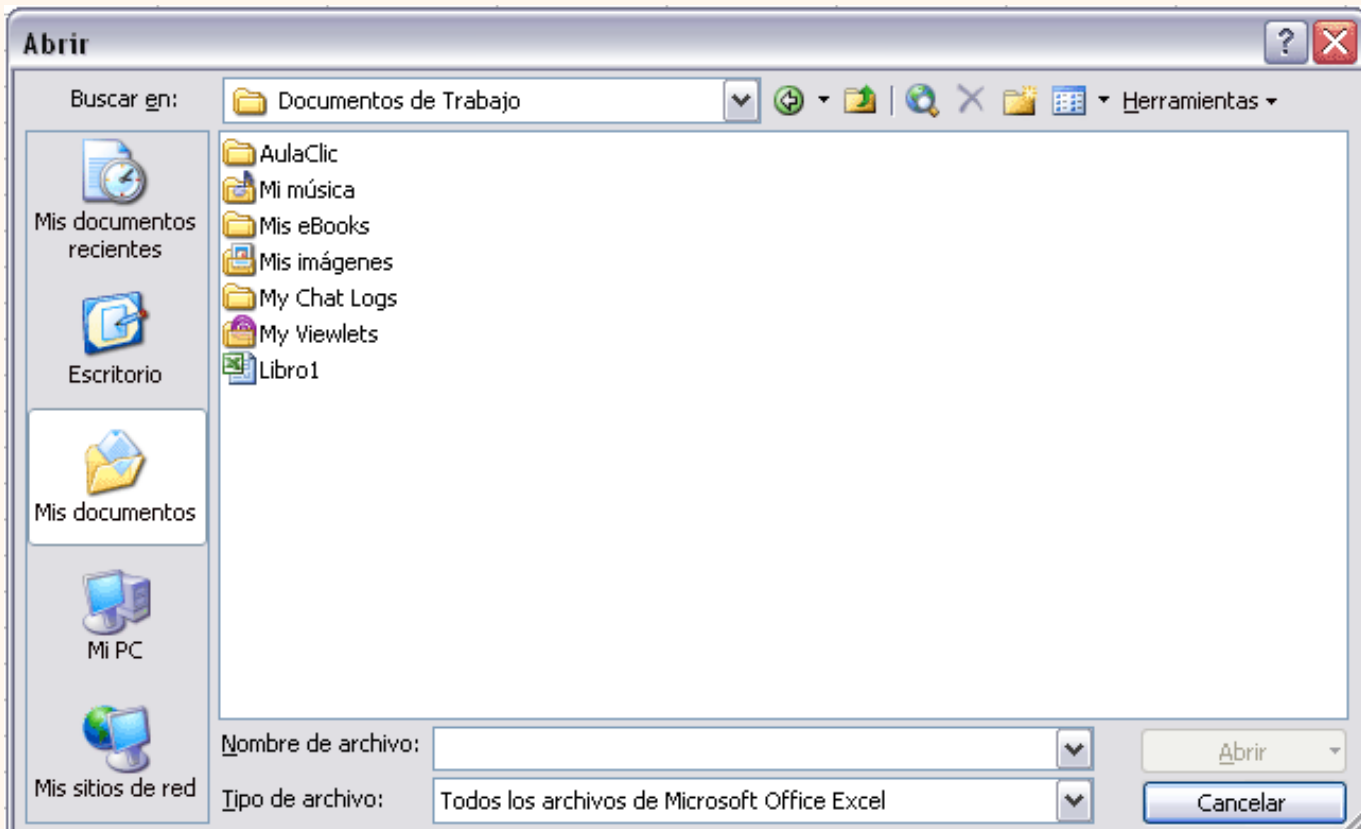 Abrir
Buscar en:
Documentos de Trabajo
Herramientas
Mis documentos
recientes
Escritorio
Mis documentos
Mi PC
Mis sitios de red
AulaClic
Mi música
Mis eBooks
Mis imágenes
My Chat Logs
My Viewlets
Libro1
Nombre de archivo:
Abrir
Tipo de archivo:
Todos los archivos de Microsoft Office Excel
Cancelar